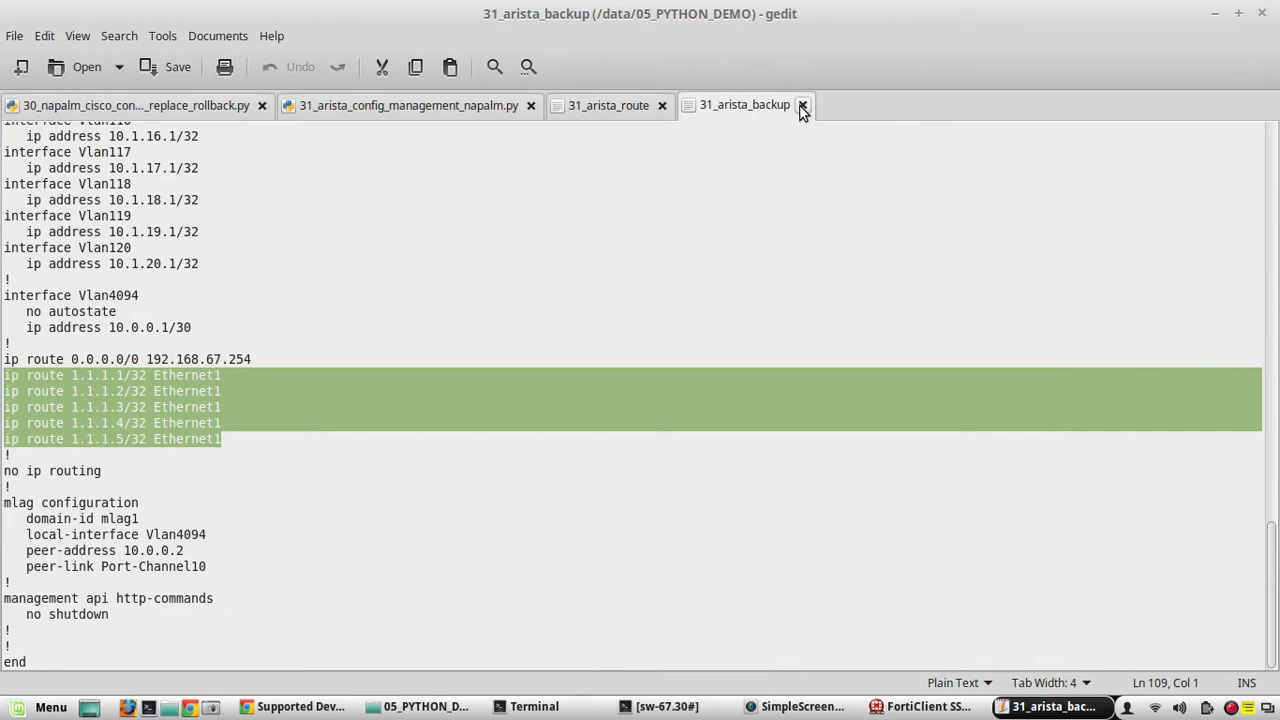 31_arista_backup (/data/05_PYTHON_DEMO) - gedit
File Edit View Search Tools Documents Help
Open Save Undo
30_napalm_cisco_con..._replace_rollback.py 31_arista_config_management_napalm.py 31_arista_route 31_arista_backup
ip address 10.1.16.1/32
interface Vlan117
ip address 10.1.17.1/32
interface Vlan118
ip address 10.1.18.1/32
interface Vlan119
ip address 10.1.19.1/32
interface Vlan120
ip address 10.1.20.1/32
!
interface Vlan4094
no autostate
ip address 10.0.0.1/30
!
ip route 0.0.0.0/0 192.168.67.254
ip route 1.1.1.1/32 Ethernet1
ip route 1.1.1.2/32 Ethernet1
ip route 1.1.1.3/32 Ethernet1
ip route 1.1.1.4/32 Ethernet1
ip route 1.1.1.5/32 Ethernet1
!
no ip routing
!
mlag configuration
domain-id mlag1
local-interface Vlan4094
peer-address 10.0.0.2
peer-link Port-Channel10
!
management api http-commands
no shutdown
!
!
end
Plain Text Tab Width: 4 Ln 109, Col 1 INS
Menu Supported Dev... 05_PYTHON_D... Terminal [sw-67.30#] SimpleScreen... FortiClient SS... 31_arista_bac...